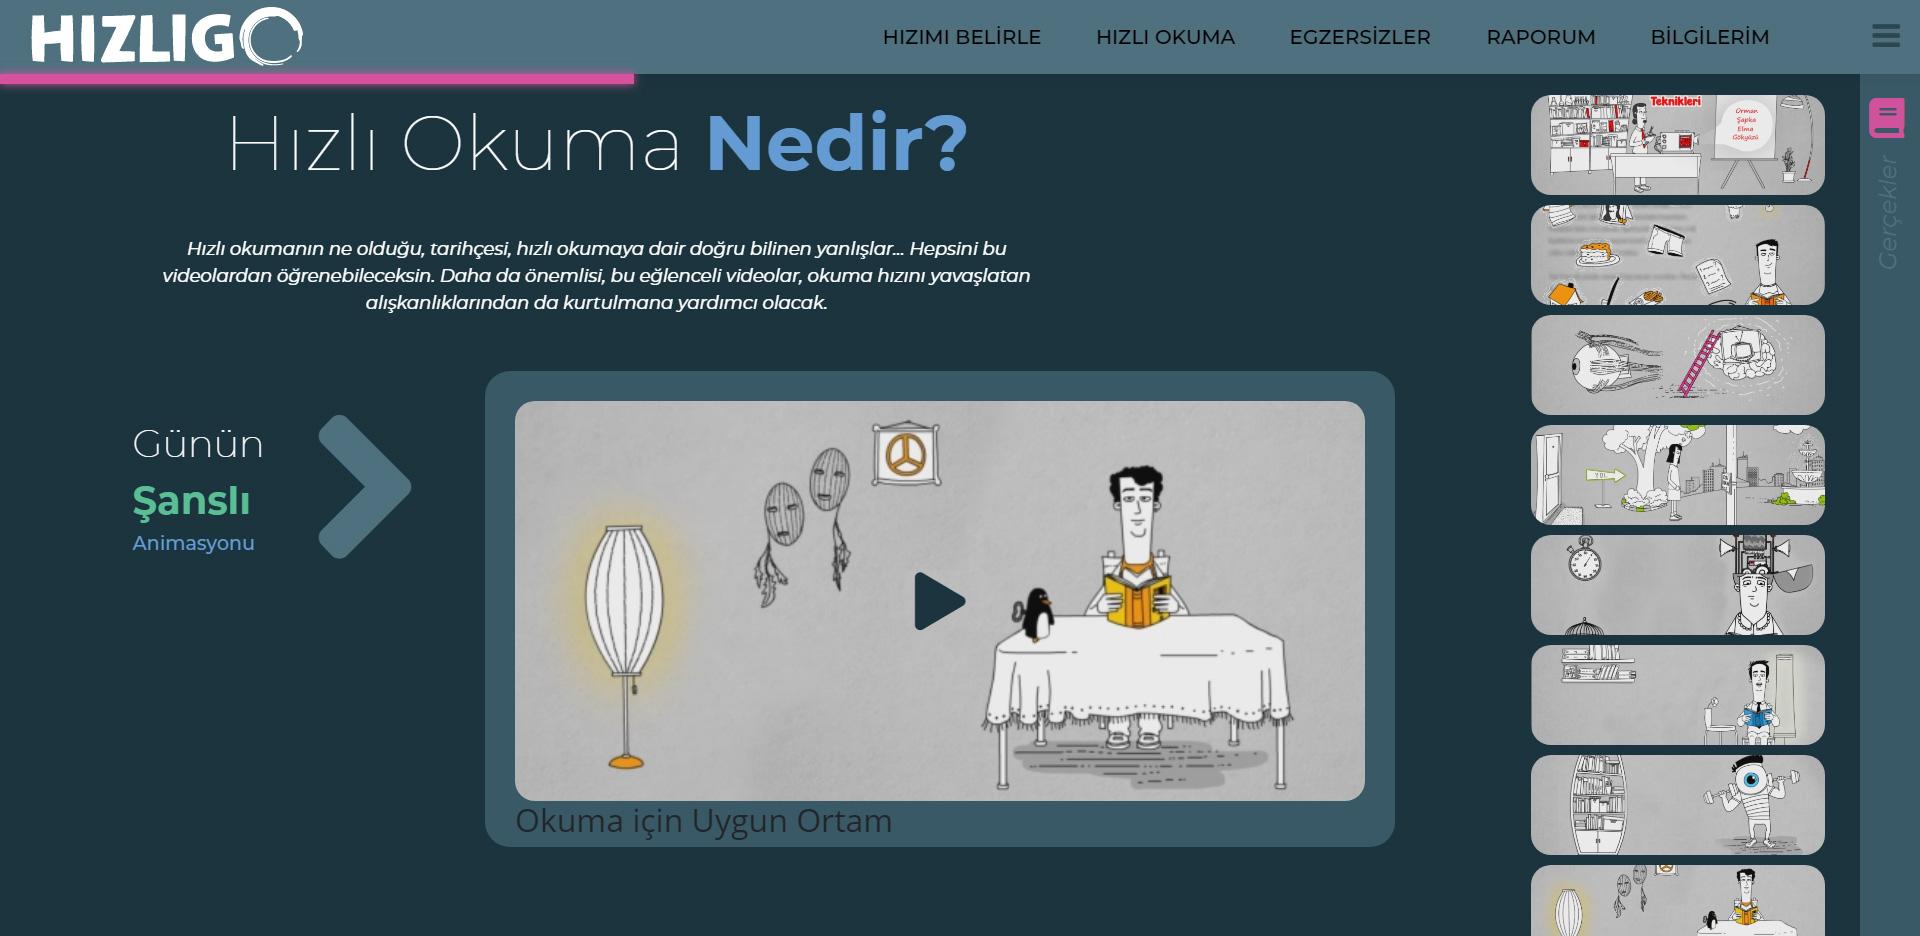 HIZLIGO
HIZIMI BELİRLE
HIZLI OKUMA
EGZERSİZLER
RAPORUM
BİLGİLERİM
Hızlı Okuma Nedir?
Hızlı okumanın ne olduğu, tarihçesi, hızlı okumaya dair doğru bilinen yanlışlar... Hepsini bu
videolardan öğrenebileceksin. Daha da önemlisi, bu eğlenceli videolar, okuma hızını yavaşlatan
alışkanlıklarından da kurtulmana yardımcı olacak.
Günün
Şanslı
Animasyonu
Okuma için Uygun Ortam
Teknikleri
Orman
Şapka
Elma
Gökyüzü
YOL
Gerçekler